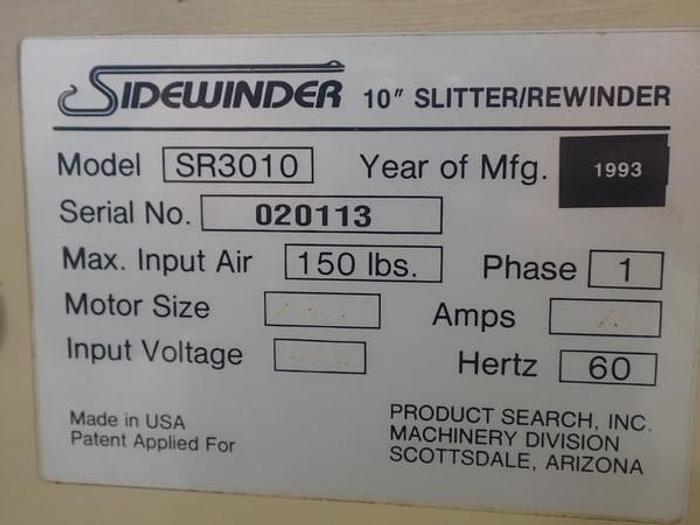 SIDEWINDER 10" SLITTER/REWINDER
Model SR3010 Year of Mfg. 1993
Serial No. 020113
Max. Input Air 150 lbs. Phase 1
Motor Size Amps
Input Voltage Hertz 60
Made in USA PRODUCT SEARCH, INC.
Patent Applied For MACHINERY DIVISION
SCOTTSDALE, ARIZONA